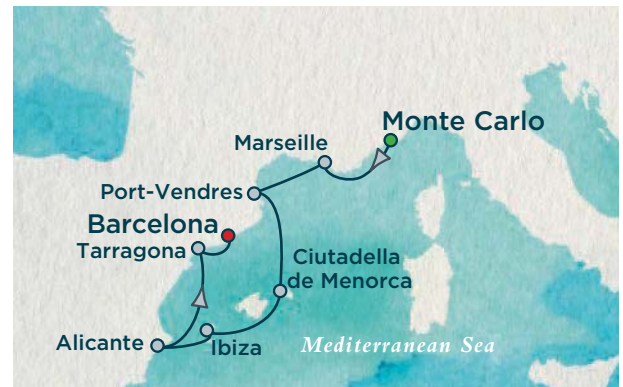 Monte Carlo
Marseille
Port-Vendres
Barcelona
Tarragona
Ciutadella
de Menorca
Alicante
Ibiza
Mediterranean Sea